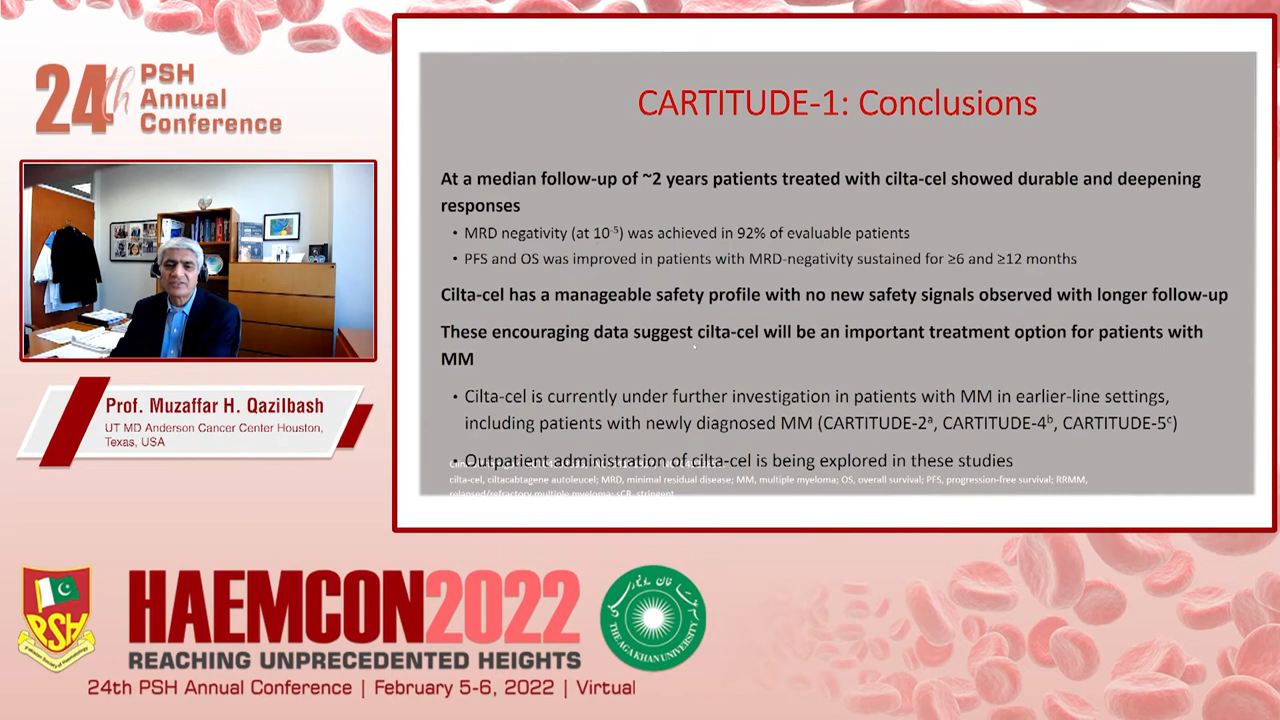 24th PSH
Annual
Conference
Prof. Muzaffar H. Qazilbash
UT MD Anderson Cancer Center Houston,
Texas, USA
CARTITUDE-1: Conclusions
At a median follow-up of ~2 years patients treated with cilta-cel showed durable and deepening
responses
• MRD negativity (at 10⁻⁵) was achieved in 92% of evaluable patients
• PFS and OS was improved in patients with MRD-negativity sustained for ≥6 and ≥12 months
Cilta-cel has a manageable safety profile with no new safety signals observed with longer follow-up
These encouraging data suggest cilta-cel will be an important treatment option for patients with
MM
• Cilta-cel is currently under further investigation in patients with MM in earlier-line settings,
including patients with newly diagnosed MM (CARTITUDE-2ᵃ, CARTITUDE-4ᵇ, CARTITUDE-5ᶜ)
• Outpatient administration of cilta-cel is being explored in these studies
cilta-cel, ciltacabtagene autoleucel; MRD, minimal residual disease; MM, multiple myeloma; OS, overall survival; PFS, progression-free survival; RRMM,
relapsed/refractory multiple myeloma; sCR, stringent
PSH
HAEMCON2022
REACHING UNPRECEDENTED HEIGHTS
24th PSH Annual Conference | February 5-6, 2022 | Virtual
THE AGA KHAN UNIVERSITY